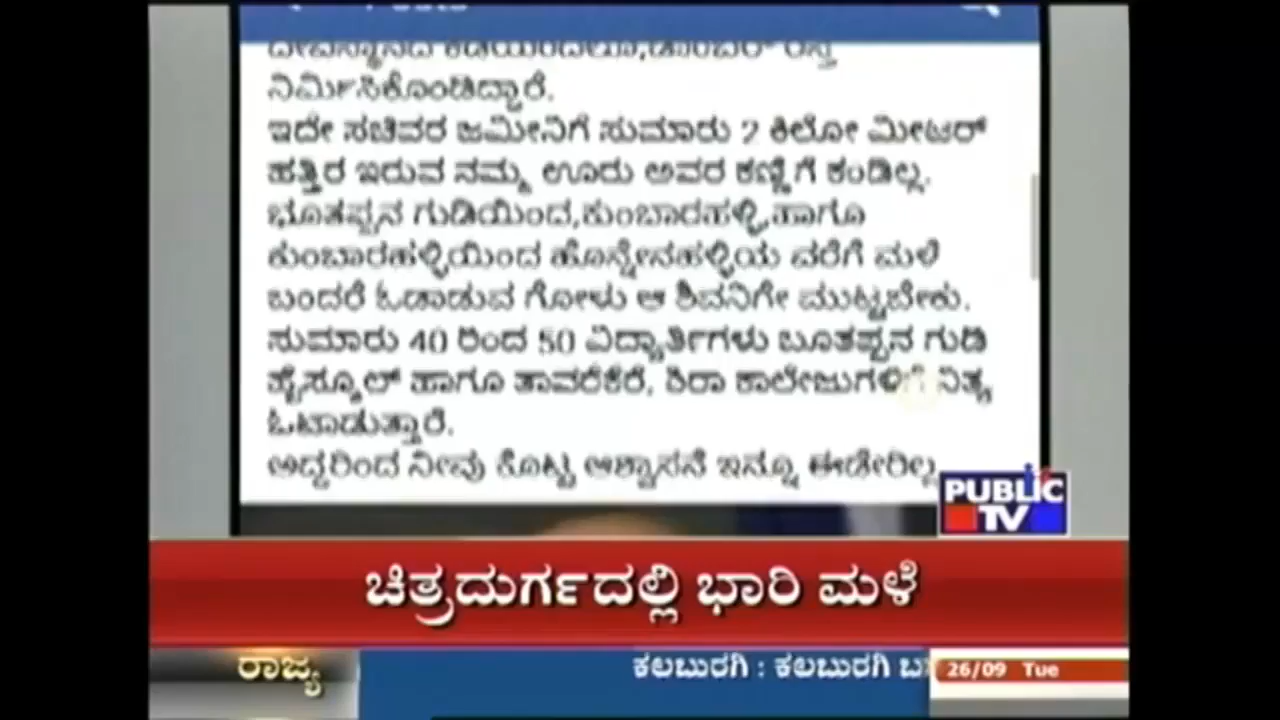 ನಿರ್ಮಿಸಿಕೊಂಡಿದ್ದಾರೆ.
ಇದೇ ಸಚಿವರ ಜಮೀನಿಗೆ ಸುಮಾರು 2 ಕಿಲೋ ಮೀಟರ್
ಹತ್ತಿರ ಇರುವ ನಮ್ಮ ಊರು ಅವರ ಕಣ್ಣಿಗೆ ಕಂಡಿಲ್ಲ.
ಭೂತಪ್ಪನ ಗುಡಿಯಿಂದ,ಕುಂಬಾರಹಳ್ಳಿ,ಹಾಗೂ
ಕುಂಬಾರಹಳ್ಳಿಯಿಂದ ಹೊನ್ನೇನಹಳ್ಳಿಯ ವರೆಗೆ ಮಳೆ
ಬಂದರೆ ಓಡಾಡುವ ಗೋಳು ಆ ಶಿವನಿಗೇ ಮುಟ್ಟಬೇಕು.
ಸುಮಾರು 40 ರಿಂದ 50 ವಿದ್ಯಾರ್ತಿಗಳು ಬೂತಪ್ಪನ ಗುಡಿ
ಹೈಸ್ಕೂಲ್ ಹಾಗೂ ತಾವರೆಕೆರೆ, ಶಿರಾ ಕಾಲೇಜುಗಳಿಗೆ ನಿತ್ಯ
ಓಟಾಡುತ್ತಾರೆ.
ಆದ್ದರಿಂದ ನೀವು ಕೊಟ್ಟ ಆಶ್ವಾಸನೆ ಇನ್ನೂ ಈಡೇರಿಲ್ಲ
PUBLiC
TV
ಚಿತ್ರದುರ್ಗದಲ್ಲಿ ಭಾರಿ ಮಳೆ
ರಾಜ್ಯ
ಕಲಬುರಗಿ : ಕಲಬುರಗಿ
26/09 Tue